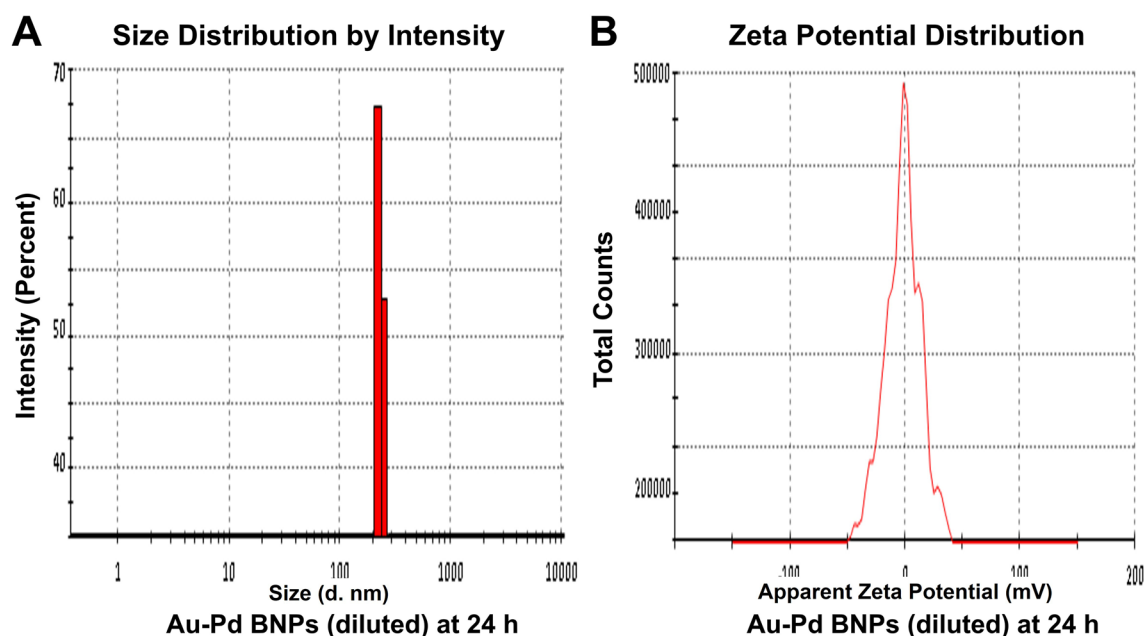 A
Size Distribution by Intensity
70
60
50
40
Intensity (Percent)
1
10
100
1000
10000
Size (d. nm)
Au-Pd BNPs (diluted) at 24 h
B
Zeta Potential Distribution
500000
400000
300000
200000
Total Counts
-100
0
100
200
Apparent Zeta Potential (mV)
Au-Pd BNPs (diluted) at 24 h